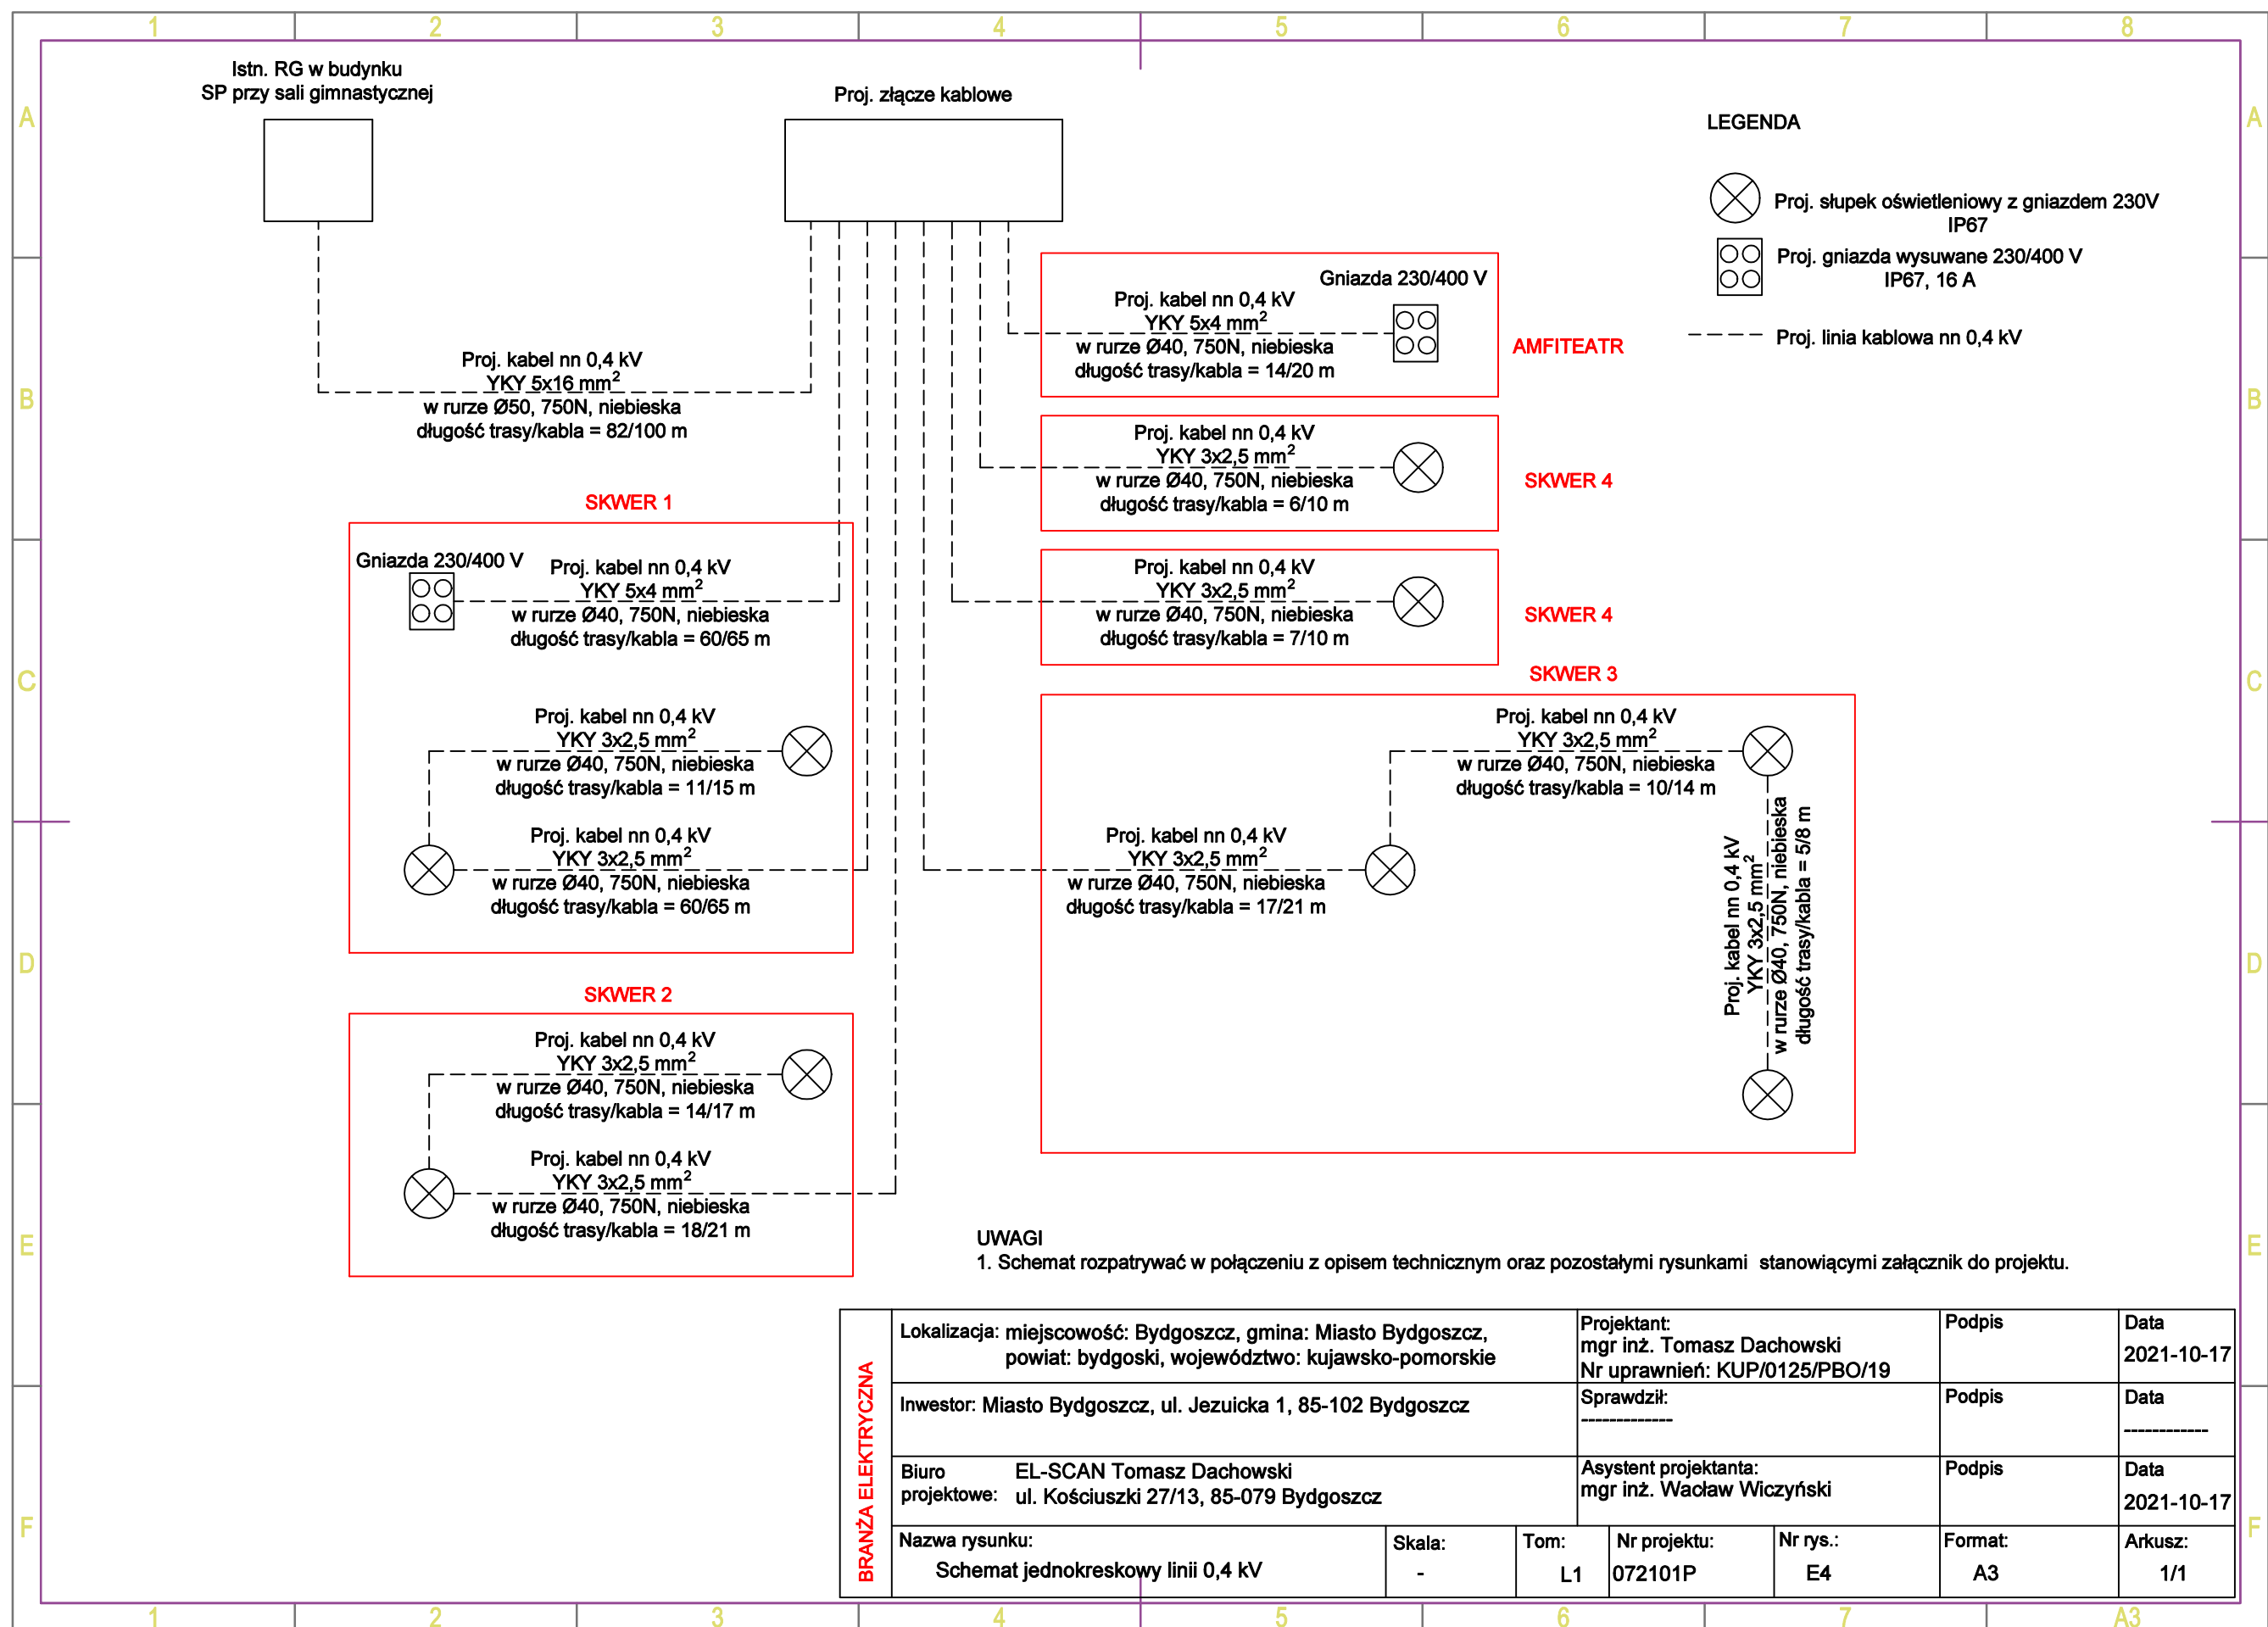 1 2 3 4 5 6 7 8
Istn. RG w budynku
SP przy sali gimnastycznej
Proj. złącze kablowe
A
A
LEGENDA
Proj. słupek oświetleniowy z gniazdem 230V
IP67
Proj. gniazda wysuwane 230/400 V
IP67, 16 A
Proj. linia kablowa nn 0,4 kV
Gniazda 230/400 V
Proj. kabel nn 0,4 kV
YKY 5x4 mm²
w rurze Ø40, 750N, niebieska
długość trasy/kabla = 14/20 m
AMFITEATR
B
B
Proj. kabel nn 0,4 kV
YKY 5x16 mm²
w rurze Ø50, 750N, niebieska
długość trasy/kabla = 82/100 m
Proj. kabel nn 0,4 kV
YKY 3x2,5 mm²
w rurze Ø40, 750N, niebieska
długość trasy/kabla = 6/10 m
SKWER 4
SKWER 1
Gniazda 230/400 V
Proj. kabel nn 0,4 kV
YKY 5x4 mm²
w rurze Ø40, 750N, niebieska
długość trasy/kabla = 60/65 m
Proj. kabel nn 0,4 kV
YKY 3x2,5 mm²
w rurze Ø40, 750N, niebieska
długość trasy/kabla = 7/10 m
SKWER 4
C
C
SKWER 3
Proj. kabel nn 0,4 kV
YKY 3x2,5 mm²
w rurze Ø40, 750N, niebieska
długość trasy/kabla = 11/15 m
Proj. kabel nn 0,4 kV
YKY 3x2,5 mm²
w rurze Ø40, 750N, niebieska
długość trasy/kabla = 10/14 m
Proj. kabel nn 0,4 kV
YKY 3x2,5 mm²
w rurze Ø40, 750N, niebieska
długość trasy/kabla = 60/65 m
Proj. kabel nn 0,4 kV
YKY 3x2,5 mm²
w rurze Ø40, 750N, niebieska
długość trasy/kabla = 17/21 m
Proj. kabel nn 0,4 kV
YKY 3x2,5 mm²
w rurze Ø40, 750N, niebieska
długość trasy/kabla = 5/8 m
D
D
SKWER 2
Proj. kabel nn 0,4 kV
YKY 3x2,5 mm²
w rurze Ø40, 750N, niebieska
długość trasy/kabla = 14/17 m
Proj. kabel nn 0,4 kV
YKY 3x2,5 mm²
w rurze Ø40, 750N, niebieska
długość trasy/kabla = 18/21 m
E
E
UWAGI
1. Schemat rozpatrywać w połączeniu z opisem technicznym oraz pozostałymi rysunkami stanowiącymi załącznik do projektu.
BRANŻA ELEKTRYCZNA
Lokalizacja: miejscowość: Bydgoszcz, gmina: Miasto Bydgoszcz,
powiat: bydgoski, województwo: kujawsko-pomorskie
Projektant:
mgr inż. Tomasz Dachowski
Nr uprawnień: KUP/0125/PBO/19
Podpis
Data
2021-10-17
Inwestor: Miasto Bydgoszcz, ul. Jezuicka 1, 85-102 Bydgoszcz
Sprawdził:
-------------
Podpis
Data
------------
Biuro projektowe:
EL-SCAN Tomasz Dachowski
ul. Kościuszki 27/13, 85-079 Bydgoszcz
Asystent projektanta:
mgr inż. Wacław Wiczyński
Podpis
Data
2021-10-17
F
F
Nazwa rysunku:
Schemat jednokreskowy linii 0,4 kV
Skala:
-
Tom:
L1
Nr projektu:
072101P
Nr rys.:
E4
Format:
A3
Arkusz:
1/1
1 2 3 4 5 6 7 A3